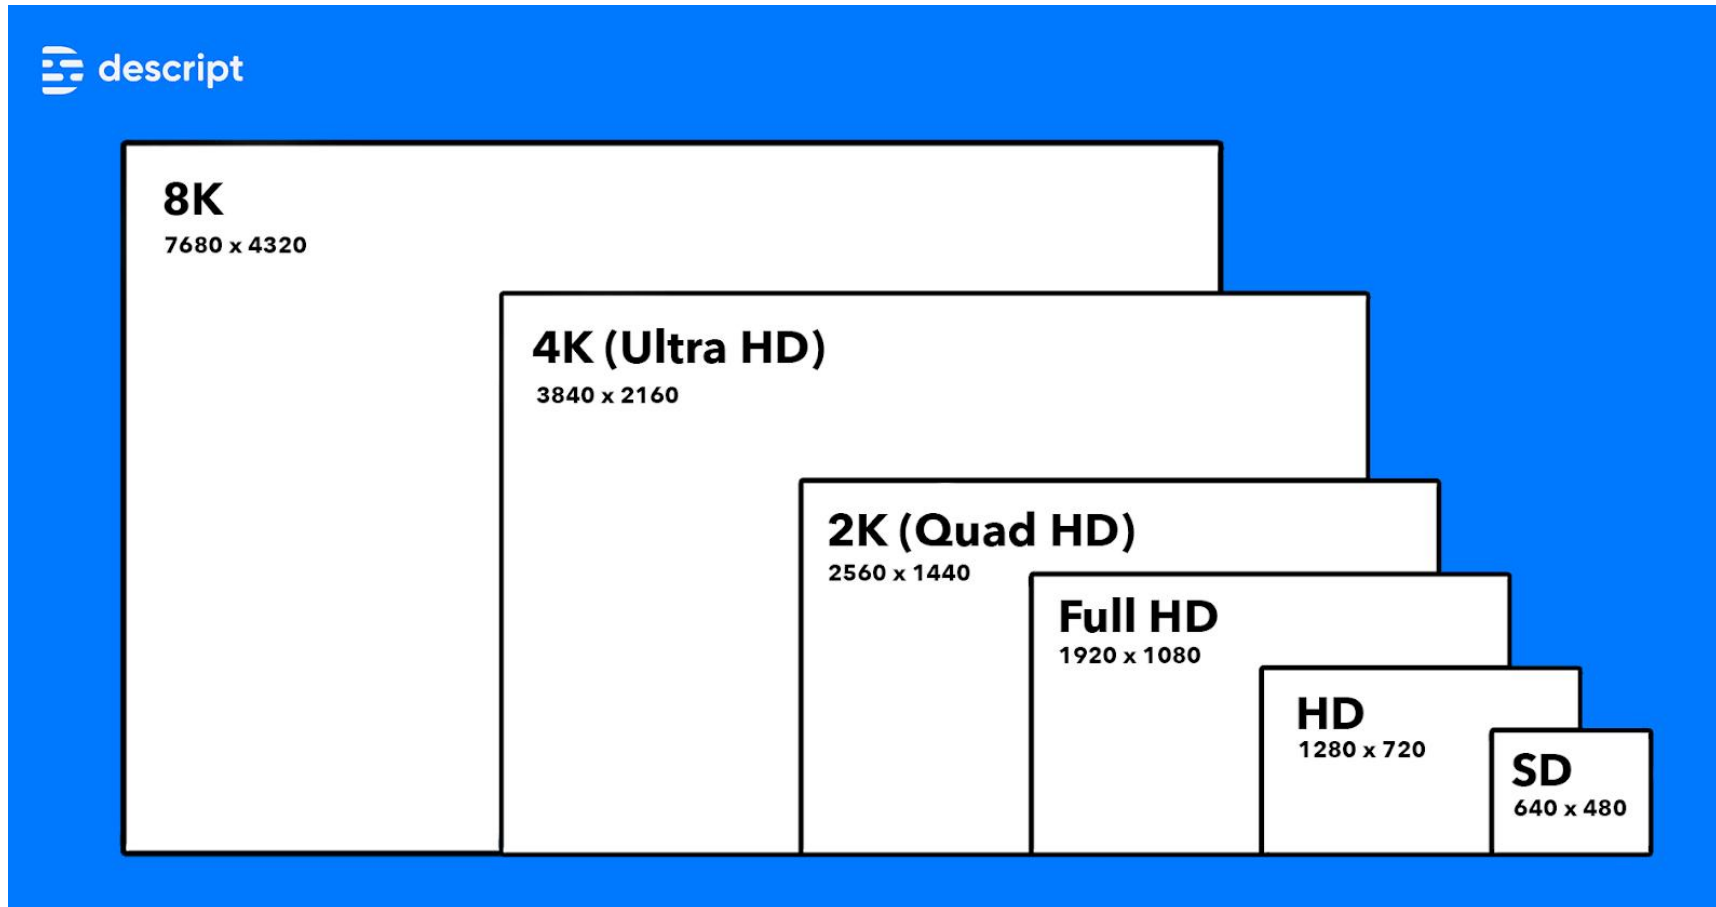 descript
8K
7680 x 4320
4K (Ultra HD)
3840 x 2160
2K (Quad HD)
2560 x 1440
Full HD
1920 x 1080
HD
1280 x 720
SD
640 x 480